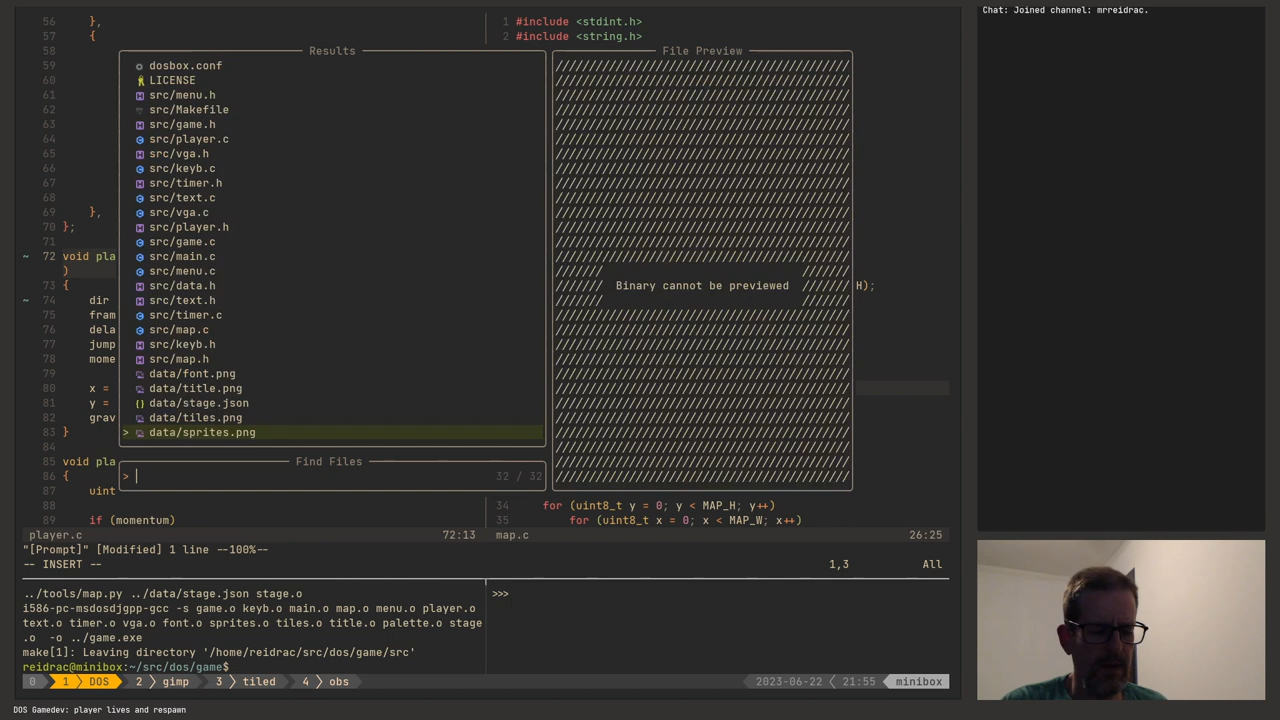 56 },
57 {
58
59
60
61
62
63
64
65
66
67
68
69 },
70 };
71
~ 72 void pla
)
73 {
~ 74 dir
75 fram
76 dela
77 jump
78 mome
79
80 x =
81 y =
82 grav
83 }
84
85 void pla
86 {
87 uint
88
89 if (momentum)
player.c 72:13
1 #include <stdint.h>
2 #include <string.h>
H);
34 for (uint8_t y = 0; y < MAP_H; y++)
35 for (uint8_t x = 0; x < MAP_W; x++)
map.c 26:25
Results
dosbox.conf
LICENSE
src/menu.h
src/Makefile
src/game.h
src/player.c
src/vga.h
src/keyb.c
src/timer.h
src/text.c
src/vga.c
src/player.h
src/game.c
src/main.c
src/menu.c
src/data.h
src/text.h
src/timer.c
src/map.c
src/keyb.h
src/map.h
data/font.png
data/title.png
data/stage.json
data/tiles.png
> data/sprites.png
Find Files
> 32 / 32
File Preview
Binary cannot be previewed
"[Prompt]" [Modified] 1 line --100%--
-- INSERT -- 1,3 All
../tools/map.py ../data/stage.json stage.o
i586-pc-msdosdjgpp-gcc -s game.o keyb.o main.o map.o menu.o player.o
text.o timer.o vga.o font.o sprites.o tiles.o title.o palette.o stage
.o -o ../game.exe
make[1]: Leaving directory '/home/reidrac/src/dos/game/src'
reidrac@minibox:~/src/dos/game$
>>>
0 1 DOS 2 gimp 3 tiled 4 obs 2023-06-22 21:55 minibox
DOS Gamedev: player lives and respawn
Chat: Joined channel: mrreidrac.